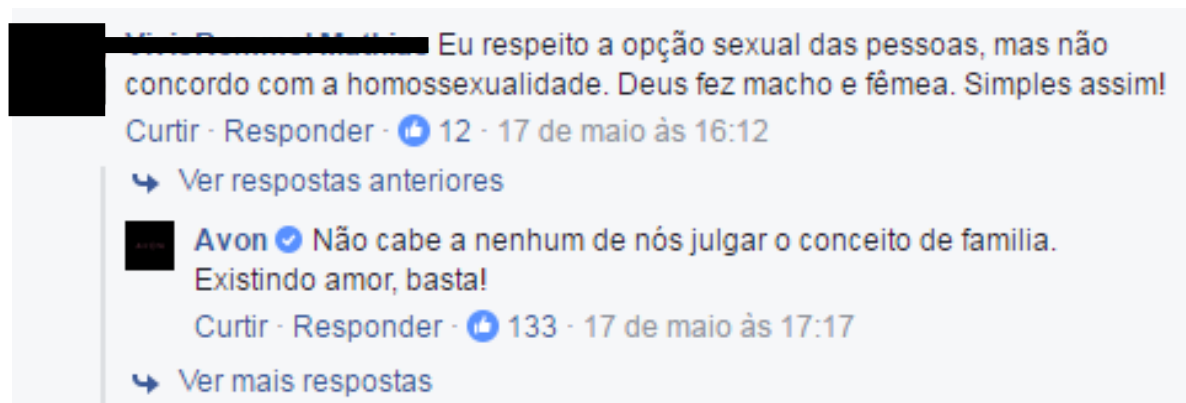 Eu respeito a opção sexual das pessoas, mas não
concordo com a homossexualidade. Deus fez macho e fêmea. Simples assim!
Curtir · Responder · 12 · 17 de maio às 16:12
Ver respostas anteriores
Avon Não cabe a nenhum de nós julgar o conceito de familia.
Existindo amor, basta!
Curtir · Responder · 133 · 17 de maio às 17:17
Ver mais respostas